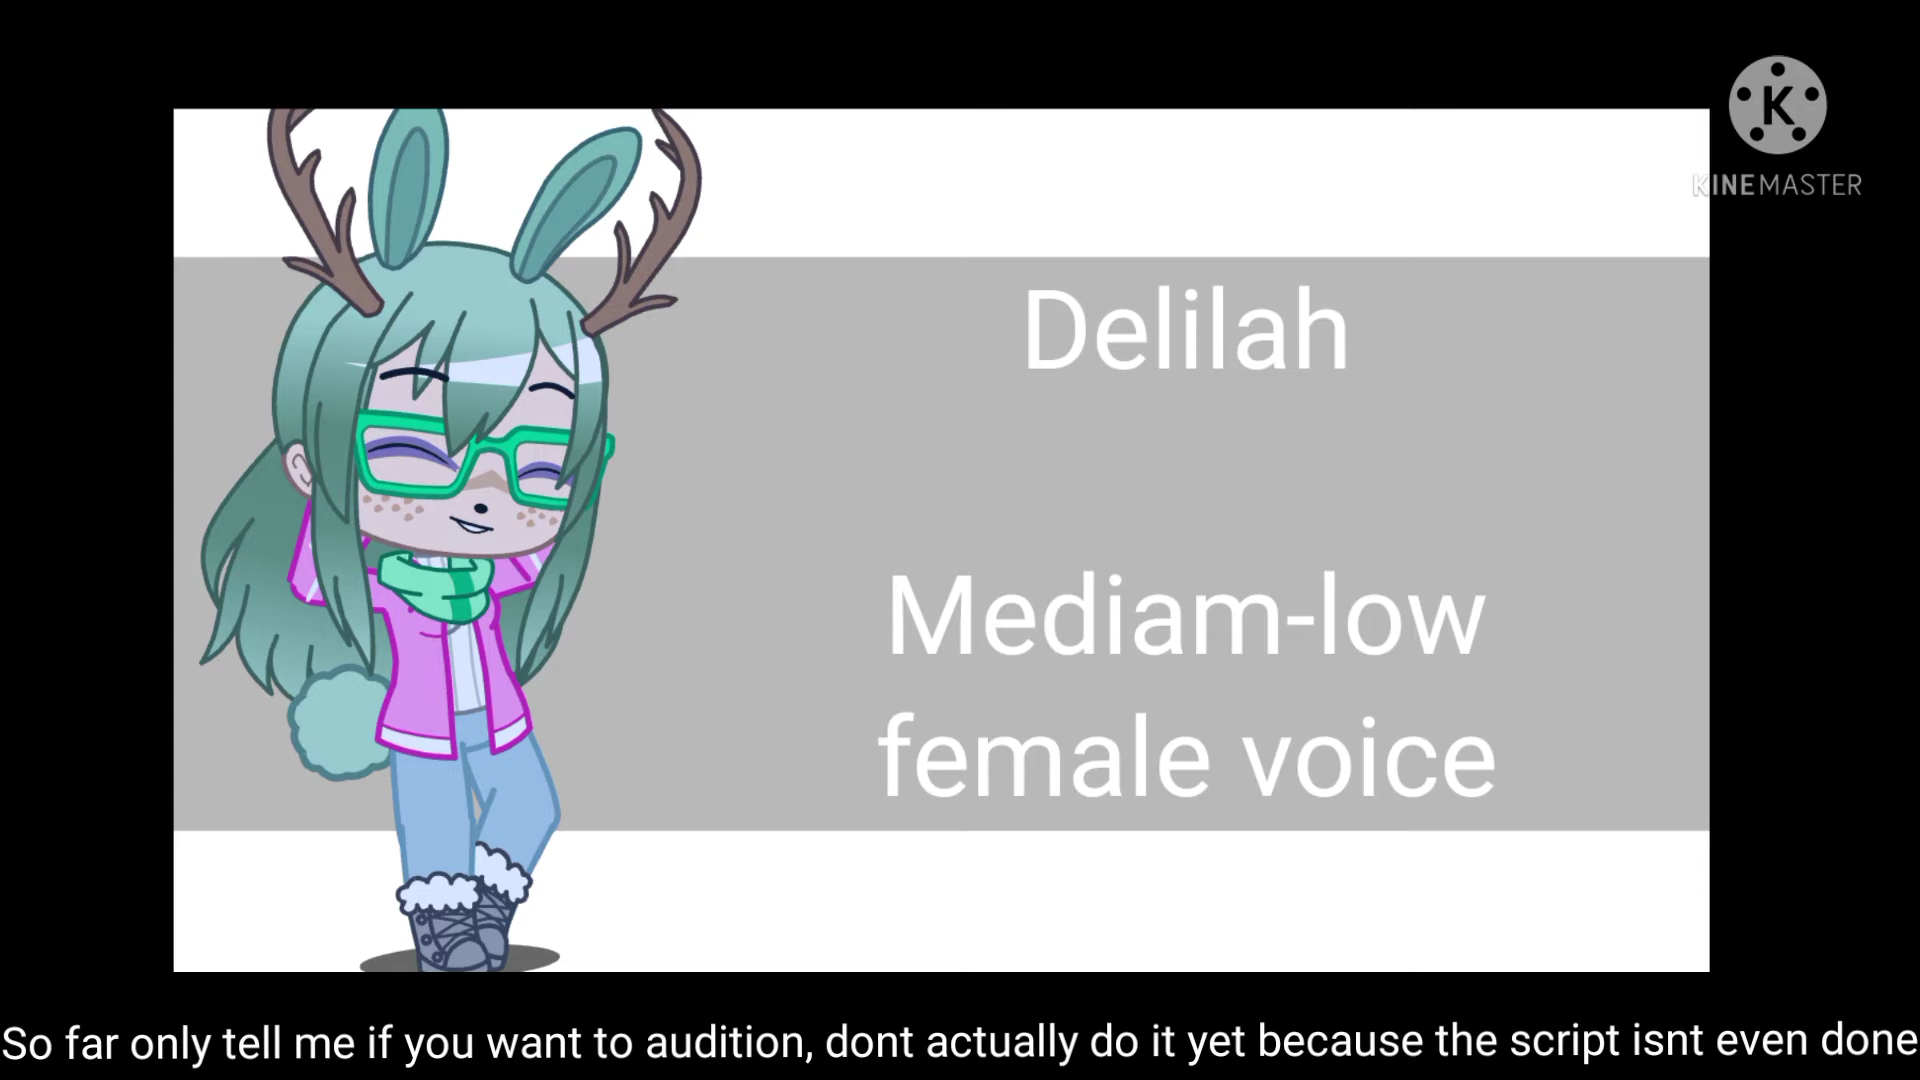 K
KINEMASTER
Delilah
Mediam-low
female voice
So far only tell me if you want to audition, dont actually do it yet because the script isnt even done